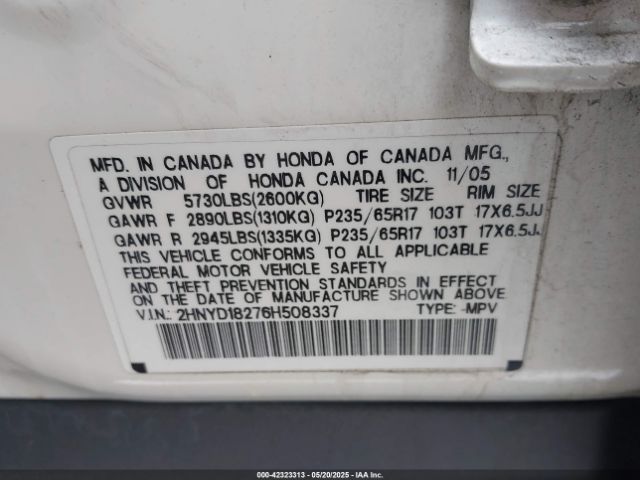 MFD. IN CANADA BY HONDA OF CANADA MFG.,
A DIVISION OF HONDA CANADA INC. 11/05
GVWR 5730LBS(2600KG) TIRE SIZE RIM SIZE
GAWR F 2890LBS(1310KG) P235/65R17 103T 17X6.5JJ
GAWR R 2945LBS(1335KG) P235/65R17 103T 17X6.5JJ
THIS VEHICLE CONFORMS TO ALL APPLICABLE
FEDERAL MOTOR VEHICLE SAFETY
AND THEFT PREVENTION STANDARDS IN EFFECT
ON THE DATE OF MANUFACTURE SHOWN ABOVE.
V.I.N.: 2HNYD18276H508337 TYPE: MPV
000-42323313 - 05/20/2025 - IAA Inc.